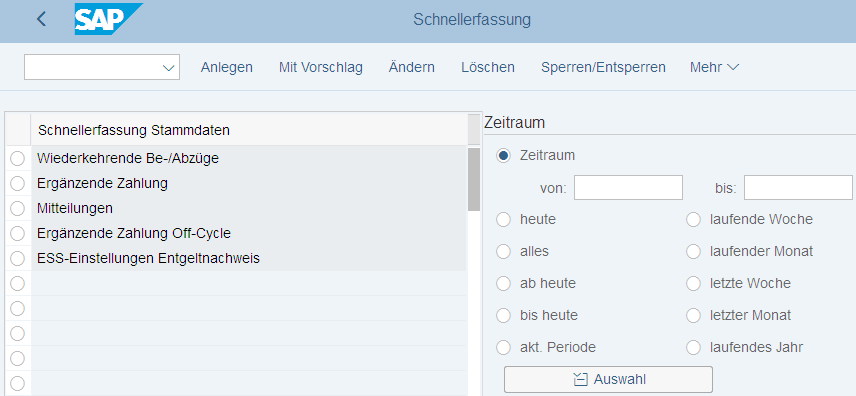 SAP Schnellerfassung
Anlegen Mit Vorschlag Ändern Löschen Sperren/Entsperren Mehr
Schnellerfassung Stammdaten
Wiederkehrende Be-/Abzüge
Ergänzende Zahlung
Mitteilungen
Ergänzende Zahlung Off-Cycle
ESS-Einstellungen Entgeltnachweis
Zeitraum
Zeitraum
von: bis:
heute laufende Woche
alles laufender Monat
ab heute letzte Woche
bis heute letzter Monat
akt. Periode laufendes Jahr
Auswahl